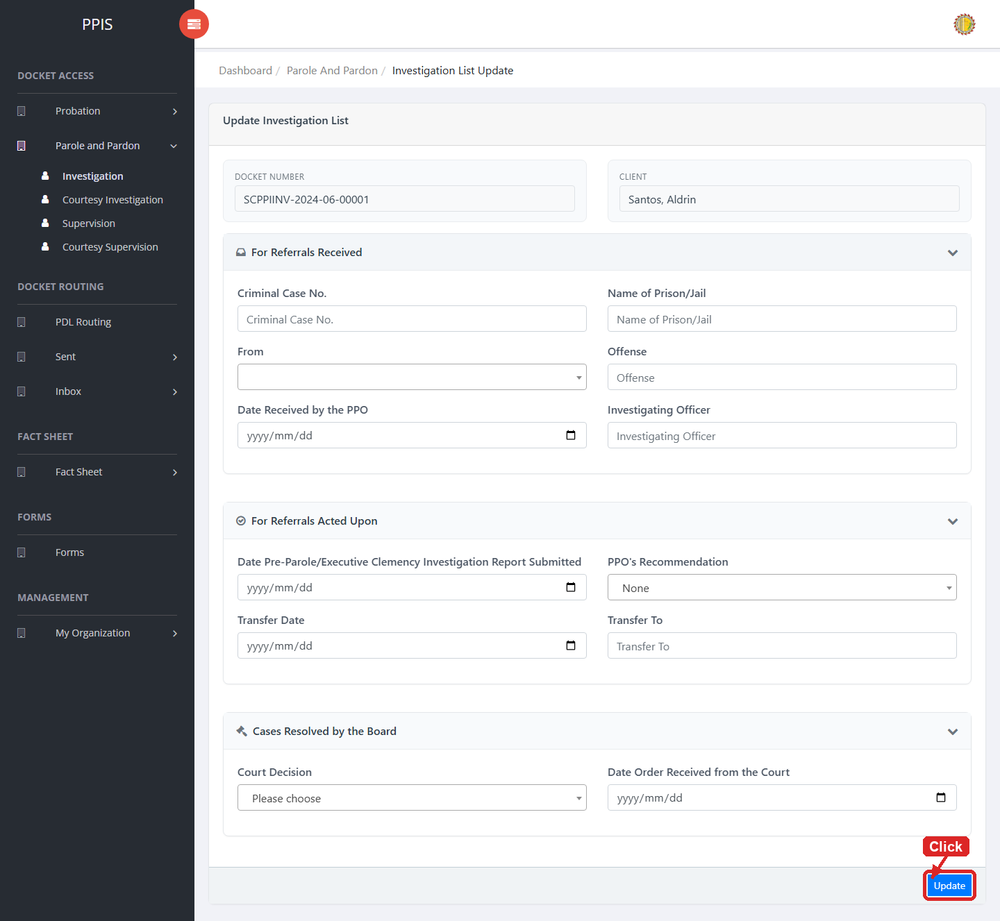 PPIS
DOCKET ACCESS
Probation
Parole and Pardon
Investigation
Courtesy Investigation
Supervision
Courtesy Supervision
DOCKET ROUTING
PDL Routing
Sent
Inbox
FACT SHEET
Fact Sheet
FORMS
Forms
MANAGEMENT
My Organization
Dashboard / Parole And Pardon / Investigation List Update
Update Investigation List
DOCKET NUMBER
SCPPIINV-2024-06-00001
CLIENT
Santos, Aldrin
For Referrals Received
Criminal Case No.
Criminal Case No.
Name of Prison/Jail
Name of Prison/Jail
From
Offense
Offense
Date Received by the PPO
yyyy/mm/dd
Investigating Officer
Investigating Officer
For Referrals Acted Upon
Date Pre-Parole/Executive Clemency Investigation Report Submitted
yyyy/mm/dd
PPO's Recommendation
None
Transfer Date
yyyy/mm/dd
Transfer To
Transfer To
Cases Resolved by the Board
Court Decision
Please choose
Date Order Received from the Court
yyyy/mm/dd
Click
Update